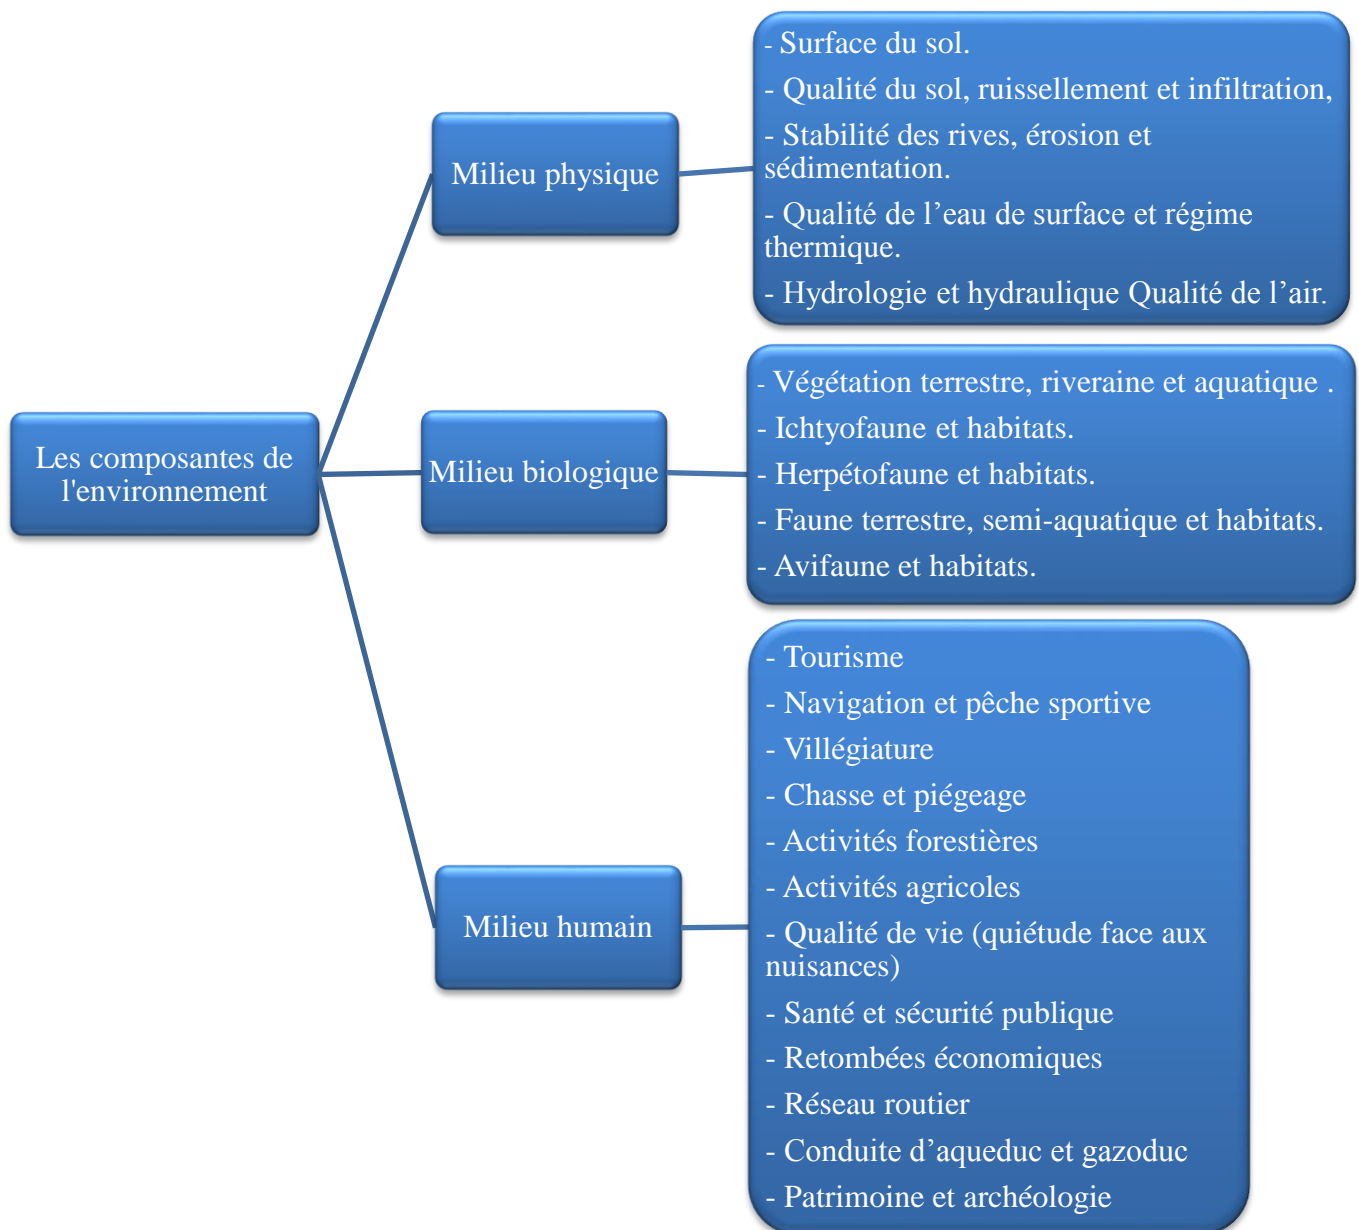 - Surface du sol.
- Qualité du sol, ruissellement et infiltration,
- Stabilité des rives, érosion et
sédimentation.
- Qualité de l’eau de surface et régime
thermique.
- Hydrologie et hydraulique Qualité de l’air.
Milieu physique
Les composantes de
l'environnement
Milieu biologique
- Végétation terrestre, riveraine et aquatique .
- Ichtyofaune et habitats.
- Herpétofaune et habitats.
- Faune terrestre, semi-aquatique et habitats.
- Avifaune et habitats.
Milieu humain
- Tourisme
- Navigation et pêche sportive
- Villégiature
- Chasse et piégeage
- Activités forestières
- Activités agricoles
- Qualité de vie (quiétude face aux
nuisances)
- Santé et sécurité publique
- Retombées économiques
- Réseau routier
- Conduite d’aqueduc et gazoduc
- Patrimoine et archéologie